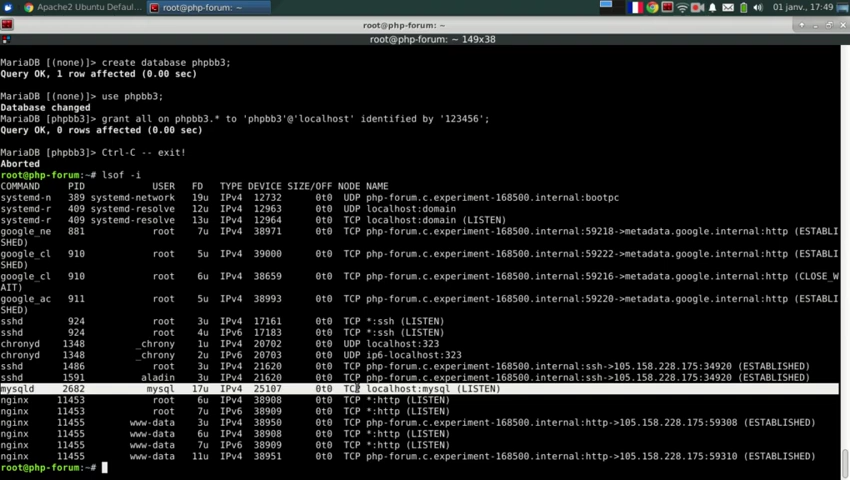 Apache2 Ubuntu Defaul...
root@php-forum: ~
01 janv., 17:49
root@php-forum: ~
root@php-forum: ~ 149x38
MariaDB [(none)]> create database phpbb3;
Query OK, 1 row affected (0.00 sec)
MariaDB [(none)]> use phpbb3;
Database changed
MariaDB [phpbb3]> grant all on phpbb3.* to 'phpbb3'@'localhost' identified by '123456';
Query OK, 0 rows affected (0.00 sec)
MariaDB [phpbb3]> Ctrl-C -- exit!
Aborted
root@php-forum:~# lsof -i
COMMAND PID USER FD TYPE DEVICE SIZE/OFF NODE NAME
systemd-n 389 systemd-network 19u IPv4 12732 0t0 UDP php-forum.c.experiment-168500.internal:bootpc
systemd-r 409 systemd-resolve 12u IPv4 12963 0t0 UDP localhost:domain
systemd-r 409 systemd-resolve 13u IPv4 12964 0t0 TCP localhost:domain (LISTEN)
google_ne 881 root 7u IPv4 38971 0t0 TCP php-forum.c.experiment-168500.internal:59218->metadata.google.internal:http (ESTABLI
SHED)
google_cl 910 root 5u IPv4 39000 0t0 TCP php-forum.c.experiment-168500.internal:59222->metadata.google.internal:http (ESTABLI
SHED)
google_cl 910 root 6u IPv4 38659 0t0 TCP php-forum.c.experiment-168500.internal:59216->metadata.google.internal:http (CLOSE_W
AIT)
google_ac 911 root 6u IPv4 38993 0t0 TCP php-forum.c.experiment-168500.internal:59220->metadata.google.internal:http (ESTABLI
SHED)
sshd 924 root 3u IPv4 17161 0t0 TCP *:ssh (LISTEN)
sshd 924 root 4u IPv6 17183 0t0 TCP *:ssh (LISTEN)
chronyd 1348 _chrony 1u IPv4 20702 0t0 UDP localhost:323
chronyd 1348 _chrony 2u IPv6 20703 0t0 UDP ip6-localhost:323
sshd 1486 root 3u IPv4 21620 0t0 TCP php-forum.c.experiment-168500.internal:ssh->105.158.228.175:34920 (ESTABLISHED)
sshd 1591 aladin 3u IPv4 21620 0t0 TCP php-forum.c.experiment-168500.internal:ssh->105.158.228.175:34920 (ESTABLISHED)
mysqld 2682 mysql 17u IPv4 25107 0t0 TCP localhost:mysql (LISTEN)
nginx 11453 root 6u IPv4 38908 0t0 TCP *:http (LISTEN)
nginx 11453 root 7u IPv6 38909 0t0 TCP *:http (LISTEN)
nginx 11455 www-data 3u IPv4 38950 0t0 TCP php-forum.c.experiment-168500.internal:http->105.158.228.175:59308 (ESTABLISHED)
nginx 11455 www-data 6u IPv4 38908 0t0 TCP *:http (LISTEN)
nginx 11455 www-data 7u IPv6 38909 0t0 TCP *:http (LISTEN)
nginx 11455 www-data 11u IPv4 38951 0t0 TCP php-forum.c.experiment-168500.internal:http->105.158.228.175:59310 (ESTABLISHED)
root@php-forum:~#